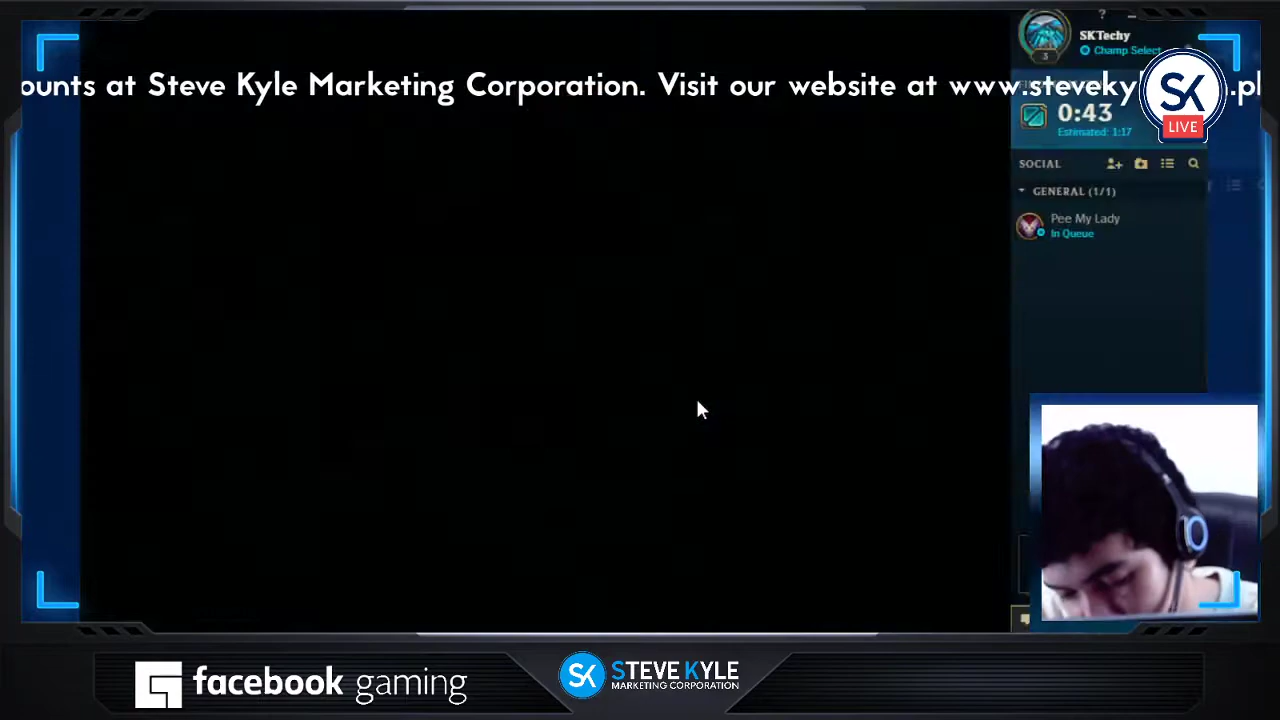 ?
SKTechy
Champ Select
3
ounts at Steve Kyle Marketing Corporation. Visit our website at www.steveky
.pl
SK
LIVE
0:43
Estimated: 1:17
SOCIAL
GENERAL (1/1)
Pee My Lady
In Queue
facebook gaming
SK
STEVE KYLE
MARKETING CORPORATION